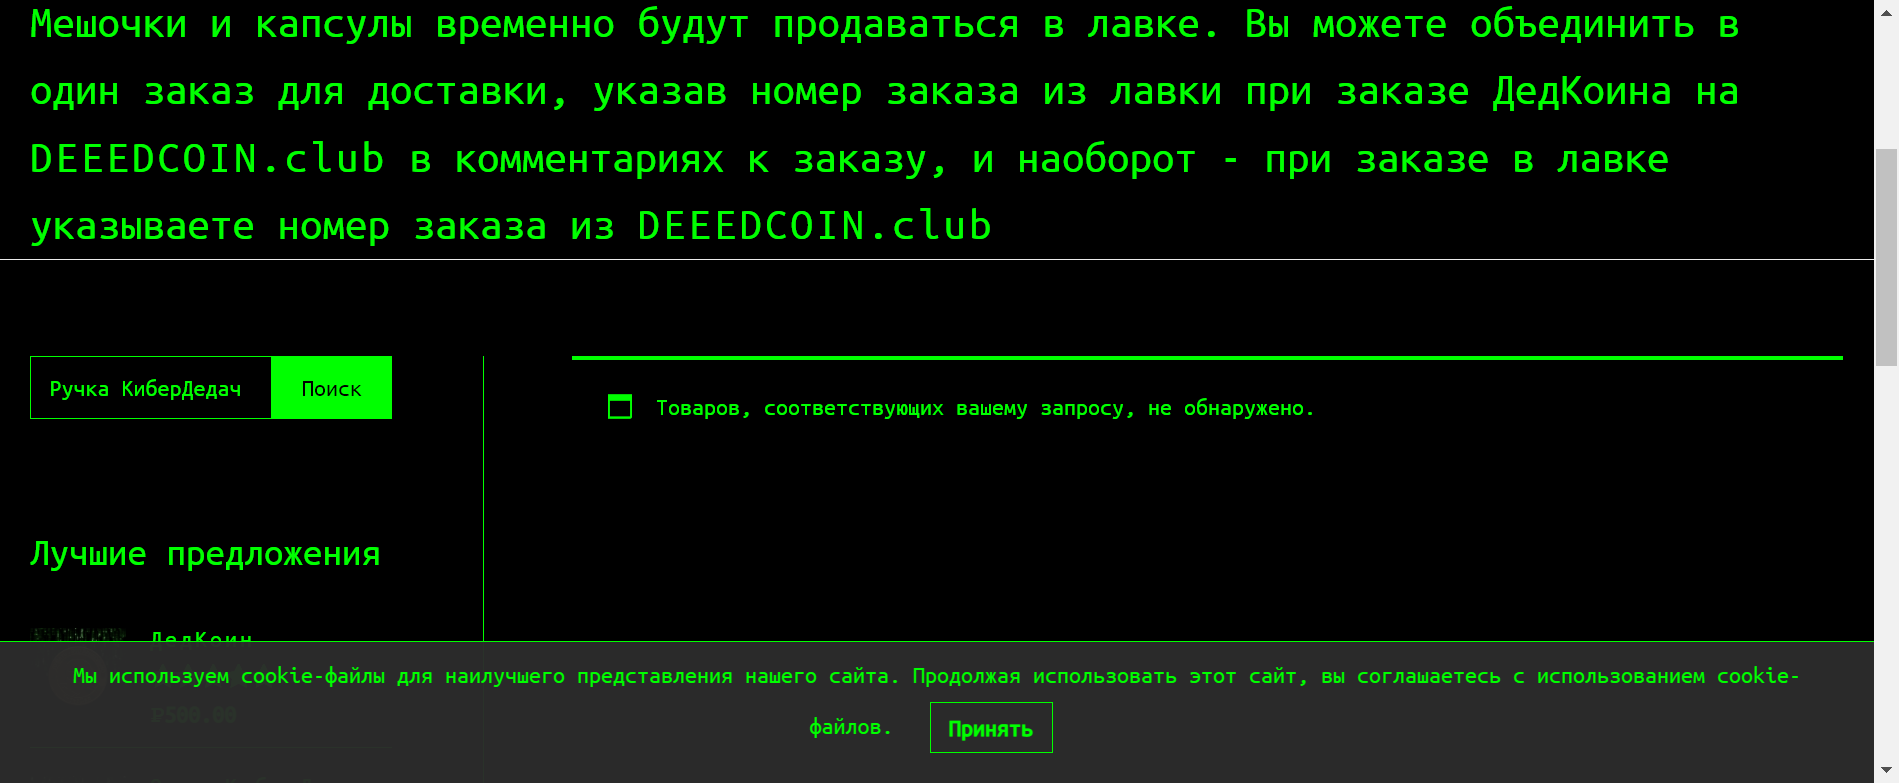 Мешочки и капсулы временно будут продаваться в лавке. Вы можете объединить в
один заказ для доставки, указав номер заказа из лавки при заказе ДедКоина на
DEEEDCOIN.club в комментариях к заказу, и наоборот - при заказе в лавке
указываете номер заказа из DEEEDCOIN.club
Ручка КиберДедач
Поиск
Товаров, соответствующих вашему запросу, не обнаружено.
Лучшие предложения
ДедКоин
₽500.00
Мы используем cookie-файлы для наилучшего представления нашего сайта. Продолжая использовать этот сайт, вы соглашаетесь с использованием cookie-
файлов.
Принять